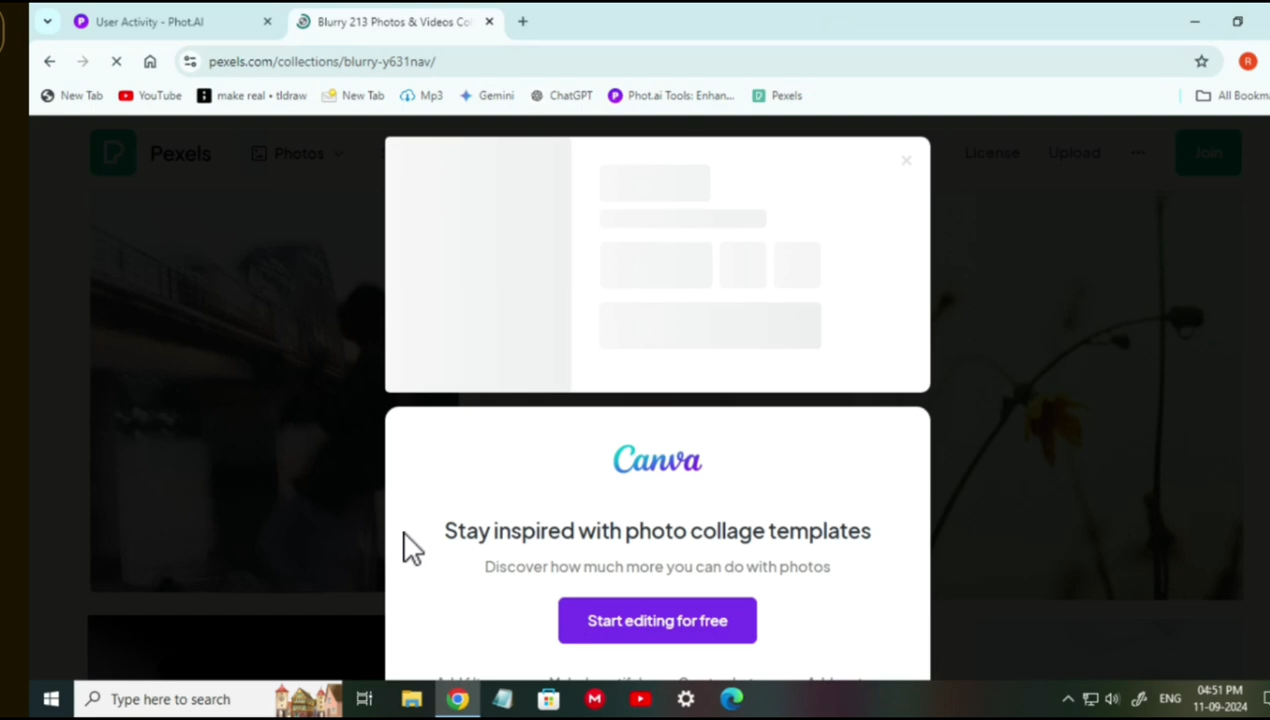 User Activity - Phot.AI
Blurry 213 Photos & Videos Co
pexels.com/collections/blurry-y631nav/
R
New Tab YouTube make real • tldraw New Tab Mp3 Gemini ChatGPT Phot.ai Tools: Enhan... Pexels All Bookm
Pexels Photos License Upload Join
Canva
Stay inspired with photo collage templates
Discover how much more you can do with photos
Start editing for free
Type here to search
ENG
04:51 PM
11-09-2024